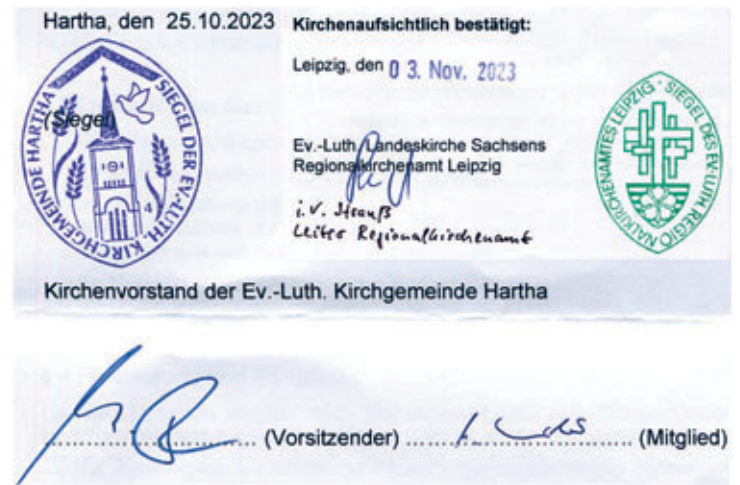 Hartha, den 25.10.2023
(Siegel)
SIEGEL DER EV.-LUTH. KIRCHGEMEINDE HARTHA
4
Kirchenaufsichtlich bestätigt:
Leipzig, den 03. Nov. 2023
Ev.-Luth. Landeskirche Sachsens
Regionalkirchenamt Leipzig
i.V. Strauß
Leiter Regionalkirchenamt
SIEGEL DES EV.-LUTH. REGIONALKIRCHENAMTES LEIPZIG
Kirchenvorstand der Ev.-Luth. Kirchgemeinde Hartha
(Vorsitzender) (Mitglied)